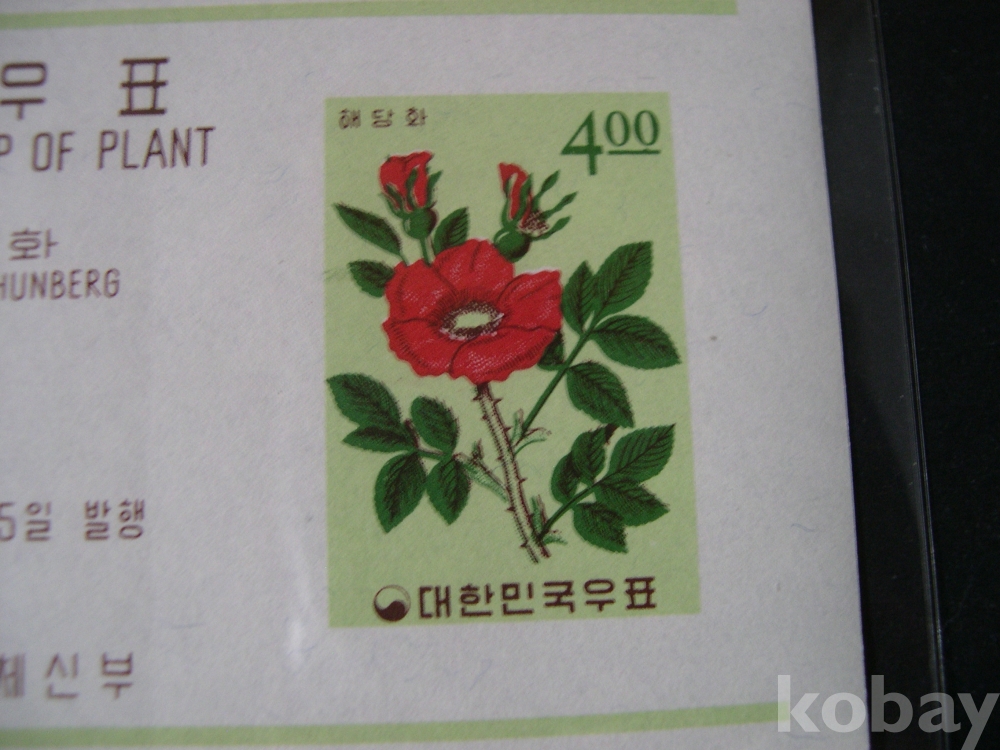 우 표
P OF PLANT
화
HUNBERG
5일 발행
체신부
해당화
4.00
대한민국우표
kobay